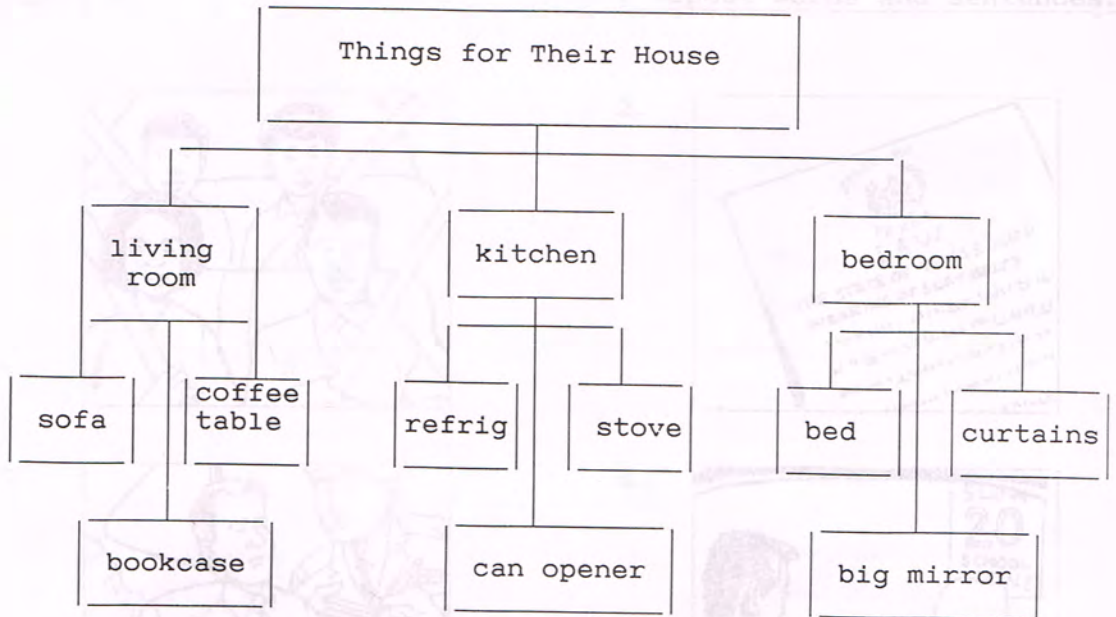 Things for Their House
living
room
kitchen
bedroom
sofa
coffee
table
refrig
stove
bed
curtains
bookcase
can opener
big mirror
20